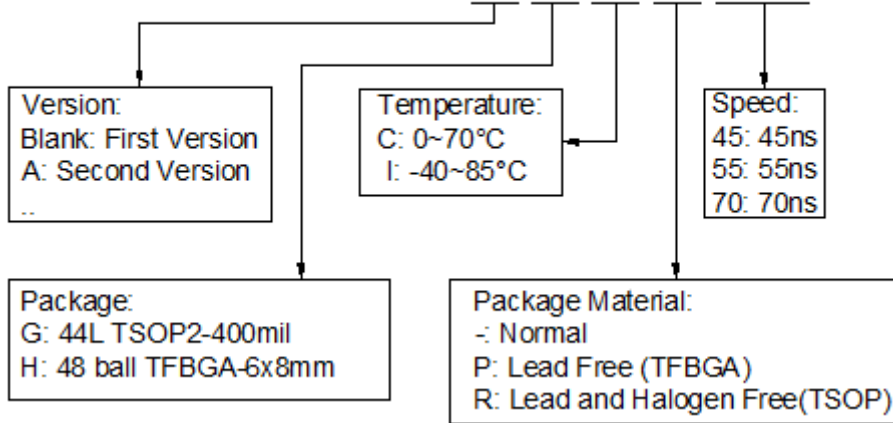 Version:
Blank: First Version
A: Second Version
..
Temperature:
C: 0~70°C
I: -40~85°C
Speed:
45: 45ns
55: 55ns
70: 70ns
Package:
G: 44L TSOP2-400mil
H: 48 ball TFBGA-6x8mm
Package Material:
-: Normal
P: Lead Free (TFBGA)
R: Lead and Halogen Free(TSOP)